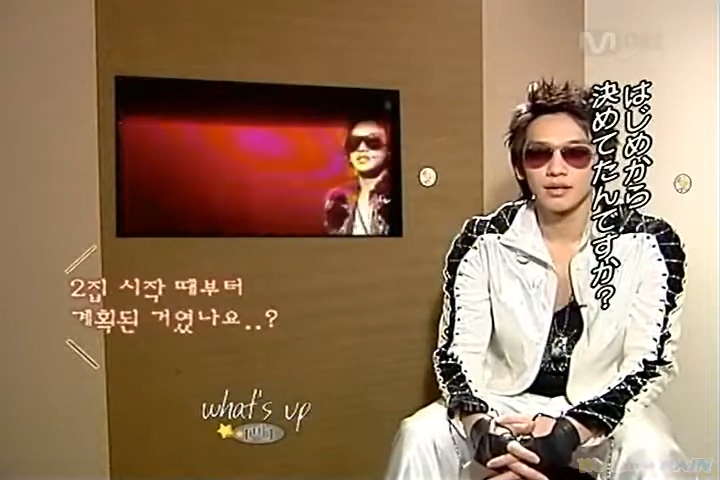 はじめから
決めてたんですか?
2집 시작 때부터
계획된 거였나요..?
what's up